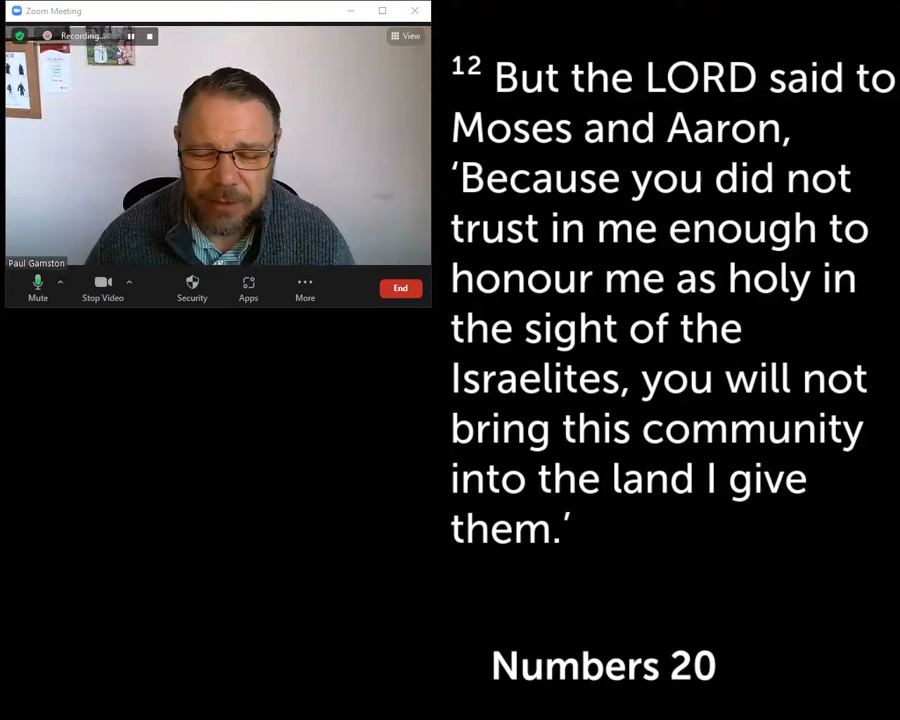 Zoom Meeting
Recording...
View
Paul Gamston
Mute
Stop Video
Security
Apps
More
End
12 But the LORD said to
Moses and Aaron,
‘Because you did not
trust in me enough to
honour me as holy in
the sight of the
Israelites, you will not
bring this community
into the land I give
them.’
Numbers 20